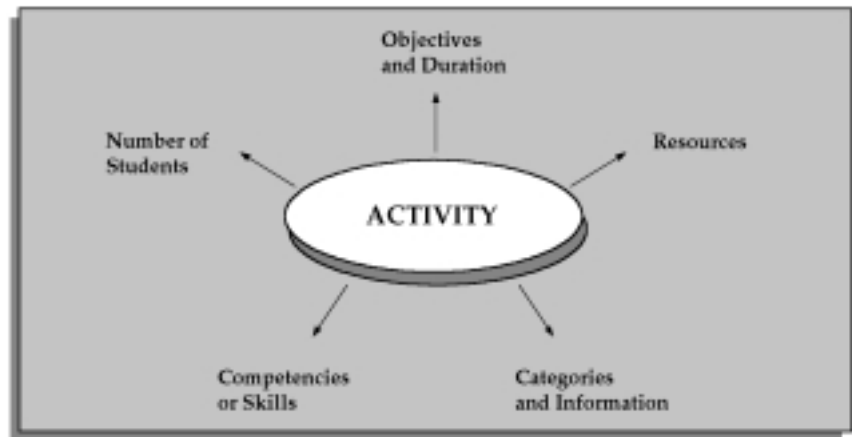 Objectives
and Duration
Number of
Students
Resources
ACTIVITY
Competencies
or Skills
Categories
and Information